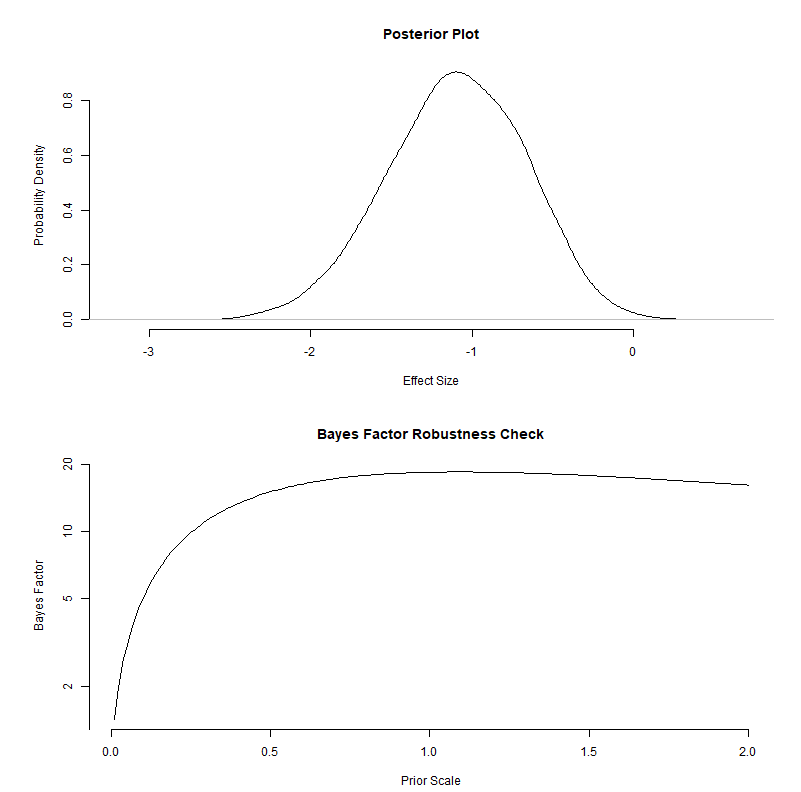 Posterior Plot
Probability Density
0.8
0.6
0.4
0.2
0.0
-3 -2 -1 0
Effect Size
Bayes Factor Robustness Check
Bayes Factor
20
10
5
2
0.0 0.5 1.0 1.5 2.0
Prior Scale